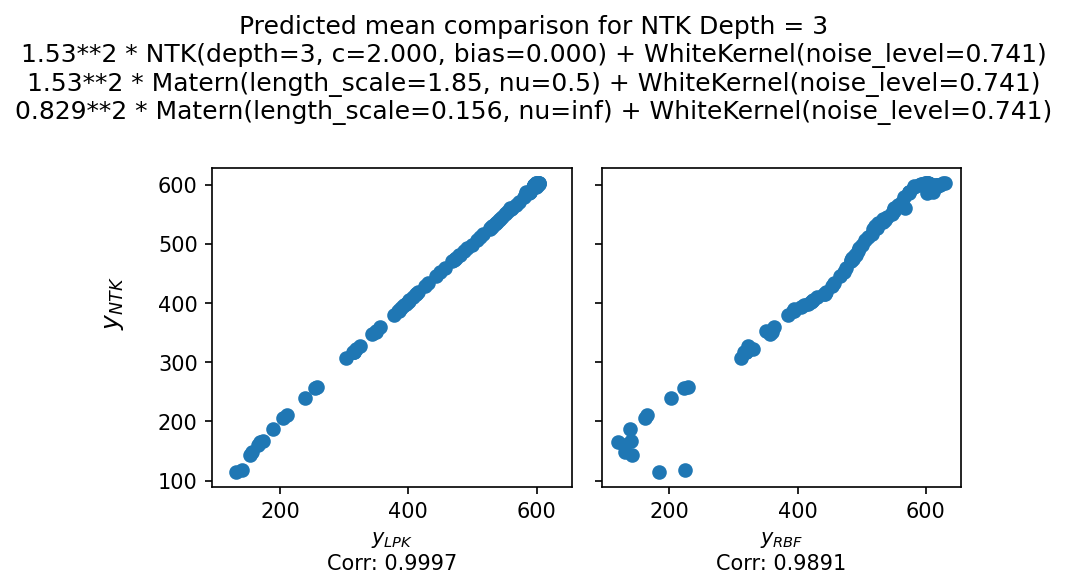 Predicted mean comparison for NTK Depth = 3
1.53**2 * NTK(depth=3, c=2.000, bias=0.000) + WhiteKernel(noise_level=0.741)
1.53**2 * Matern(length_scale=1.85, nu=0.5) + WhiteKernel(noise_level=0.741)
0.829**2 * Matern(length_scale=0.156, nu=inf) + WhiteKernel(noise_level=0.741)
600
500
400
300
200
100
y_NTK
200 400 600
200 400 600
y_LPK
y_RBF
Corr: 0.9997
Corr: 0.9891